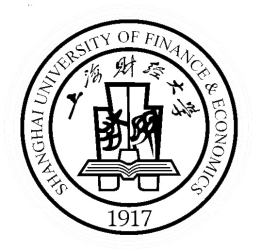 SHANGHAI UNIVERSITY OF FINANCE & ECONOMICS
上海财经大学
1917